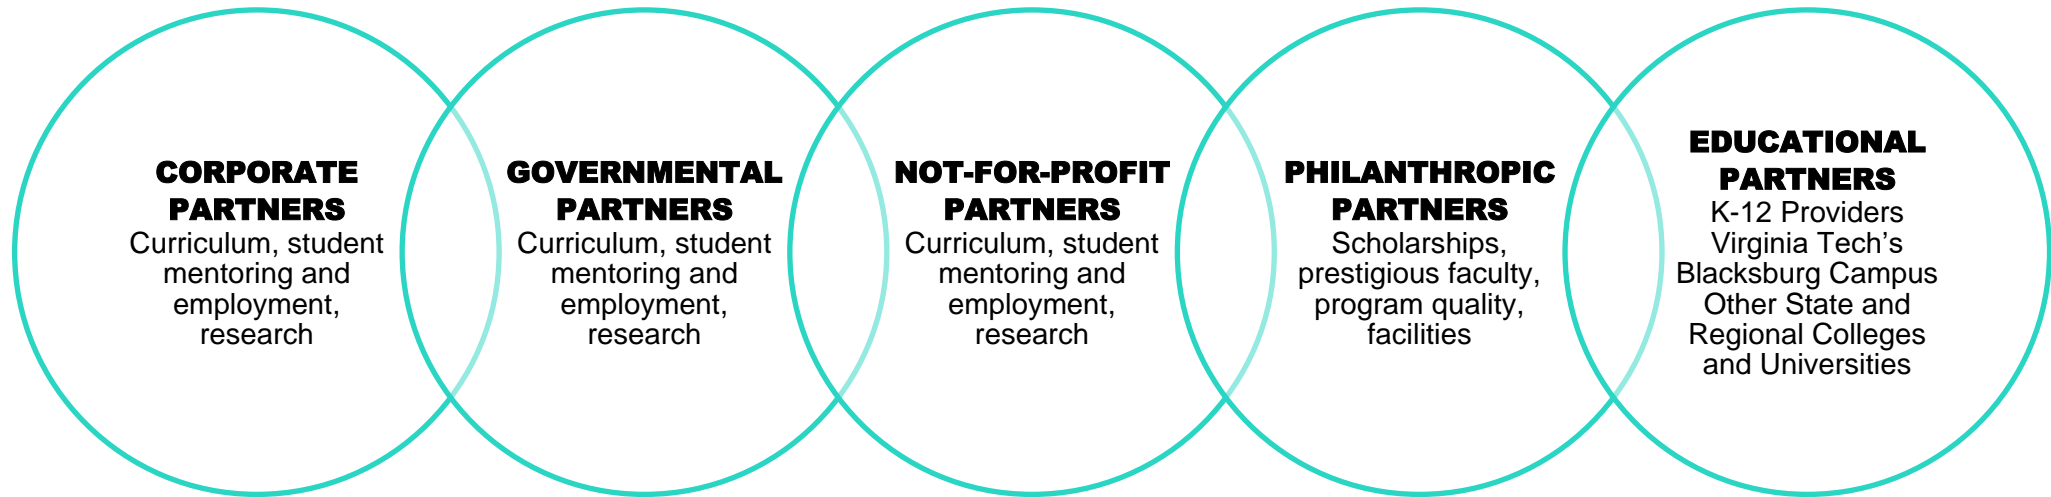 CORPORATE
PARTNERS
Curriculum, student
mentoring and
employment,
research
GOVERNMENTAL
PARTNERS
Curriculum, student
mentoring and
employment,
research
NOT-FOR-PROFIT
PARTNERS
Curriculum, student
mentoring and
employment,
research
PHILANTHROPIC
PARTNERS
Scholarships,
prestigious faculty,
program quality,
facilities
EDUCATIONAL
PARTNERS
K-12 Providers
Virginia Tech’s
Blacksburg Campus
Other State and
Regional Colleges
and Universities